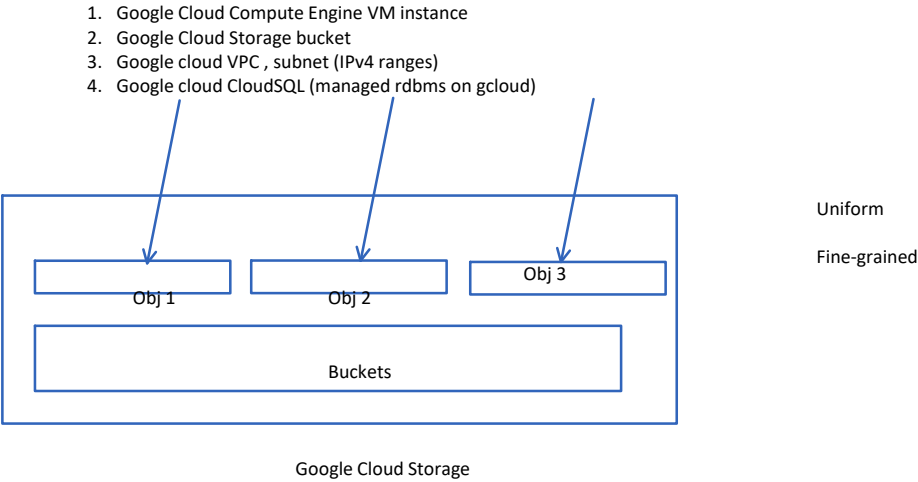 1. Google Cloud Compute Engine VM instance
2. Google Cloud Storage bucket
3. Google cloud VPC , subnet (IPv4 ranges)
4. Google cloud CloudSQL (managed rdbms on gcloud)
Uniform
Fine-grained
Obj 1
Obj 2
Obj 3
Buckets
Google Cloud Storage